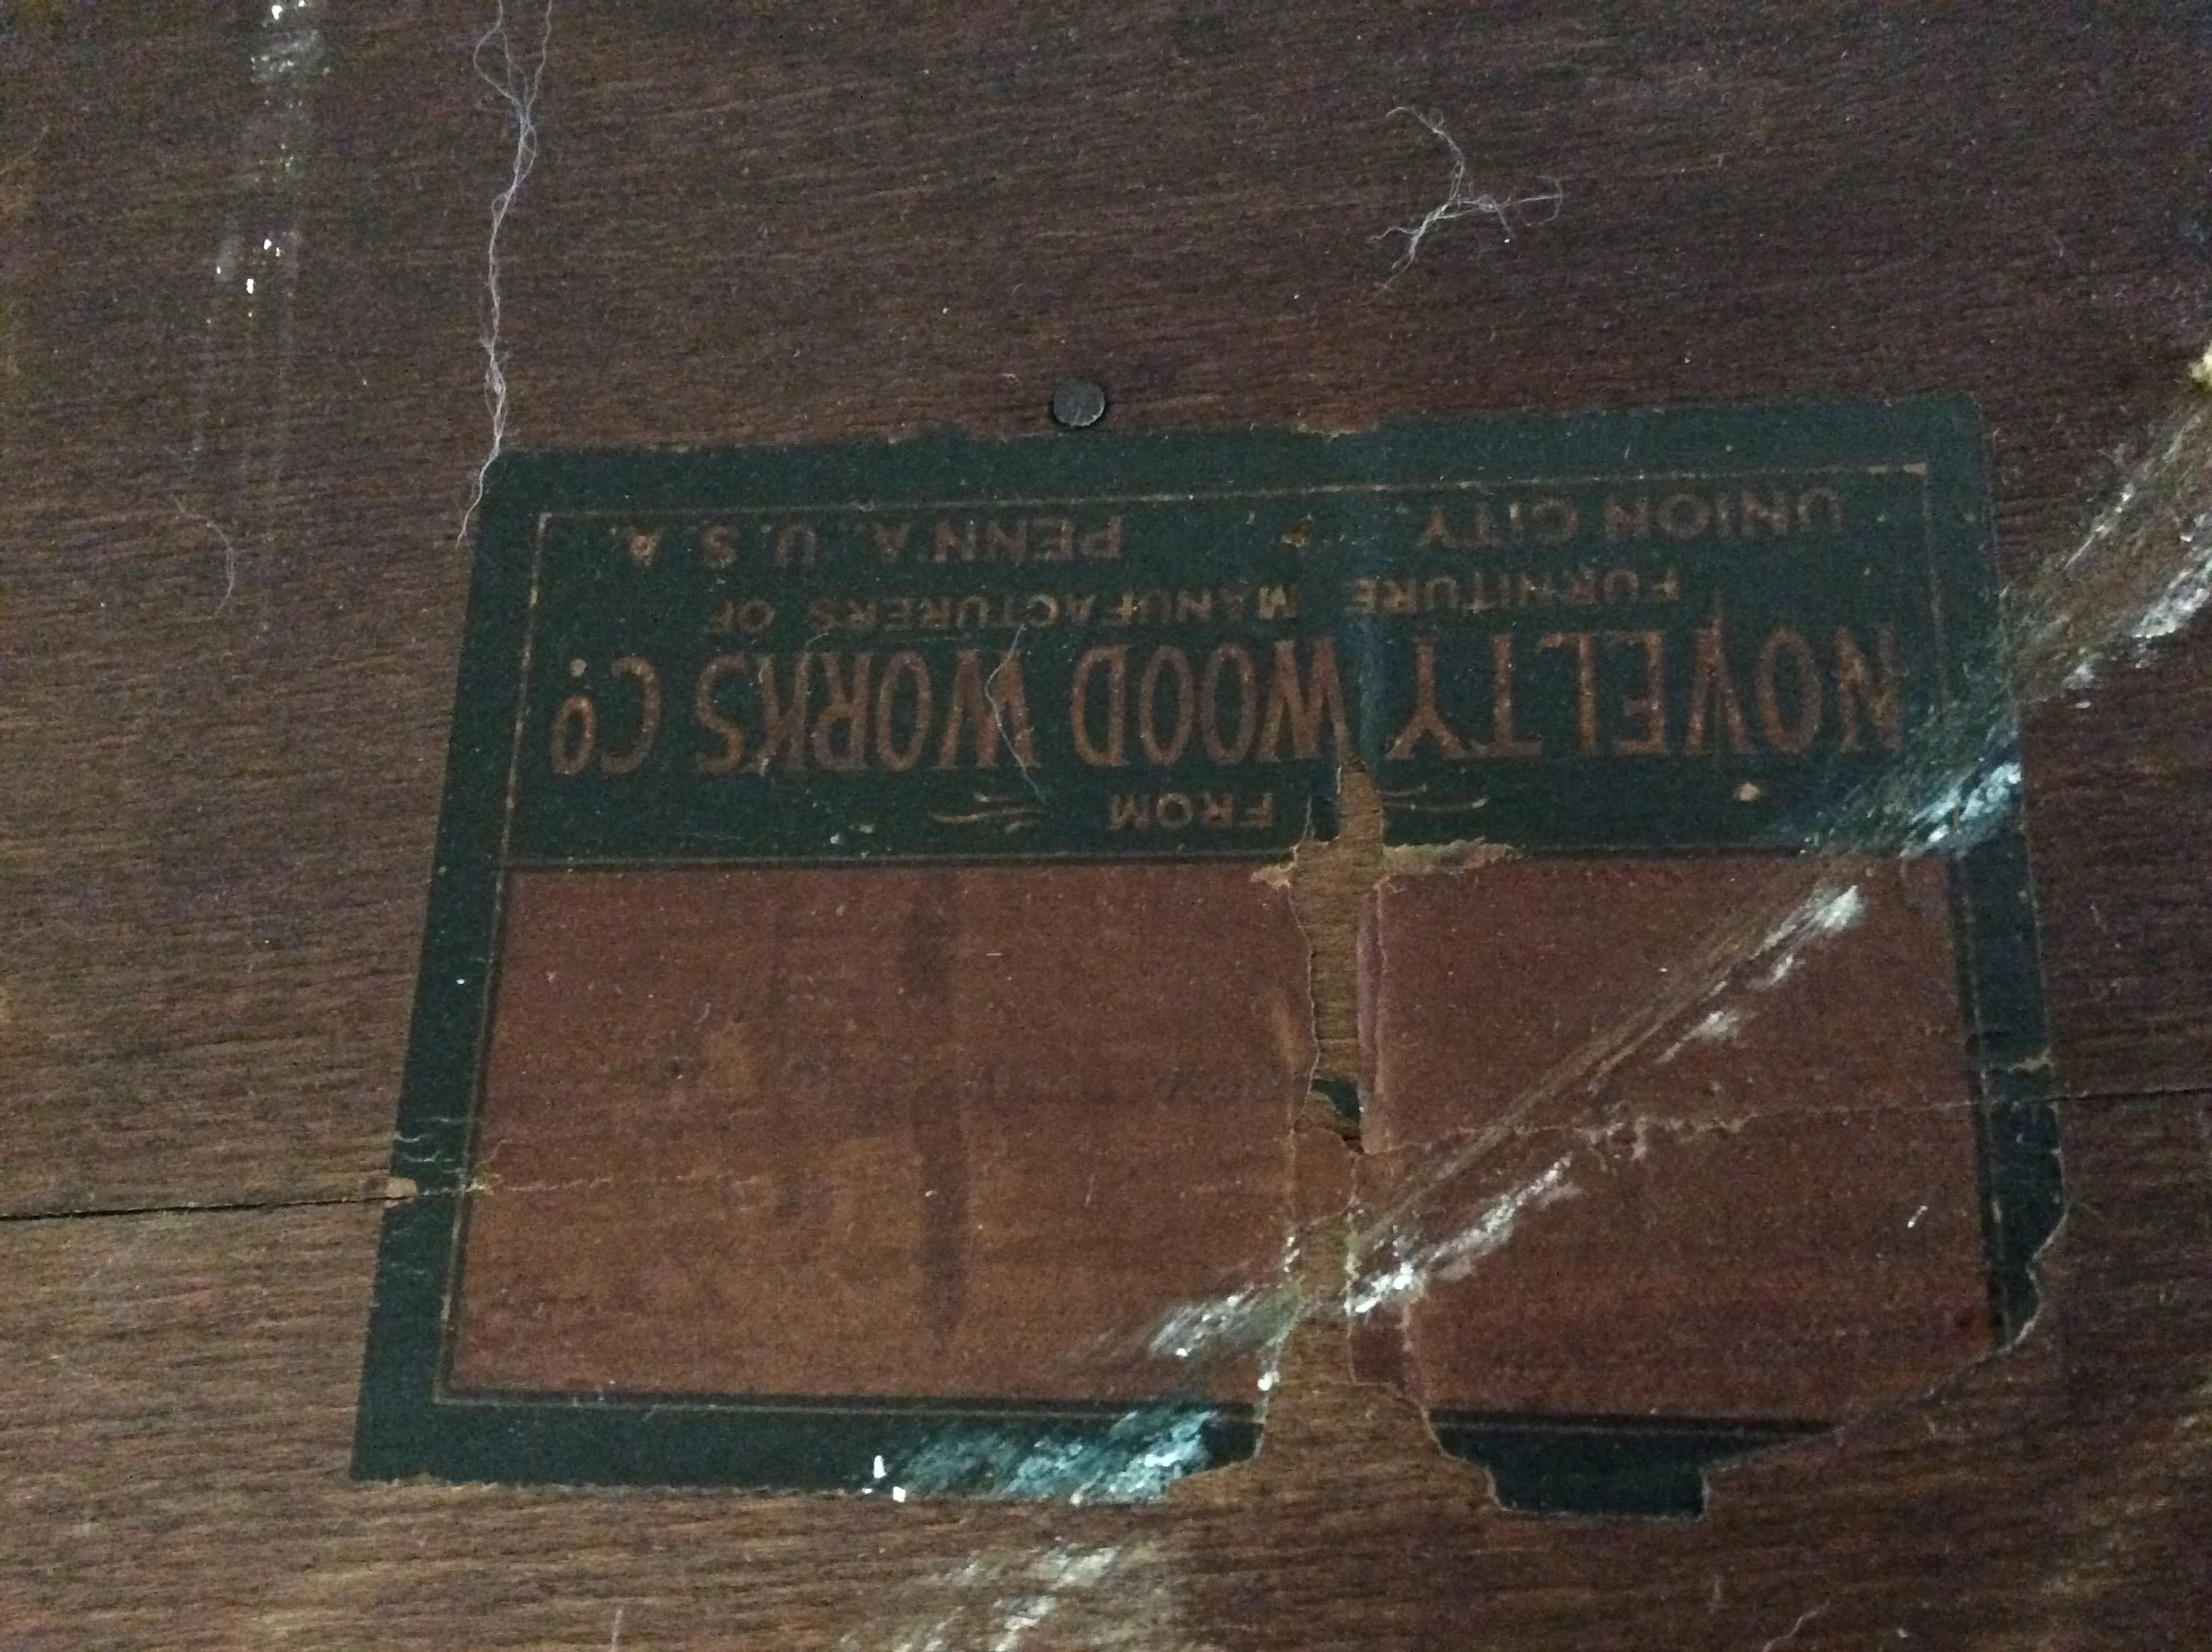 FROM
NOVELTY WOOD WORKS Co.
FURNITURE MANUFACTURERS OF
UNION CITY. PENN'A. U. S. A.